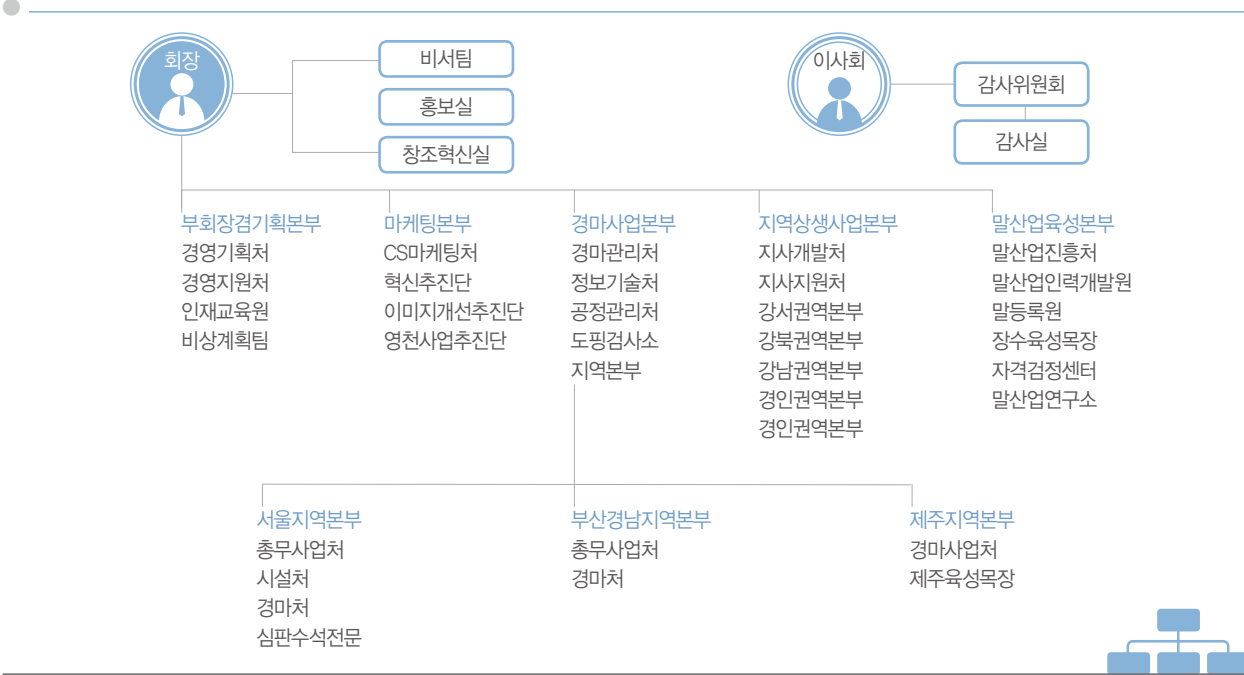 회장
비서팀
홍보실
창조혁신실
이사회
감사위원회
감사실
부회장겸기획본부
경영기획처
경영지원처
인재교육원
비상계획팀
마케팅본부
CS마케팅처
혁신추진단
이미지개선추진단
영천사업추진단
경마사업본부
경마관리처
정보기술처
공정관리처
도핑검사소
지역본부
지역상생사업본부
지사개발처
지사지원처
강서권역본부
강북권역본부
강남권역본부
경인권역본부
경인권역본부
말산업육성본부
말산업진흥처
말산업인력개발원
말등록원
장수육성목장
자격검정센터
말산업연구소
서울지역본부
총무사업처
시설처
경마처
심판수석전문
부산경남지역본부
총무사업처
경마처
제주지역본부
경마사업처
제주육성목장